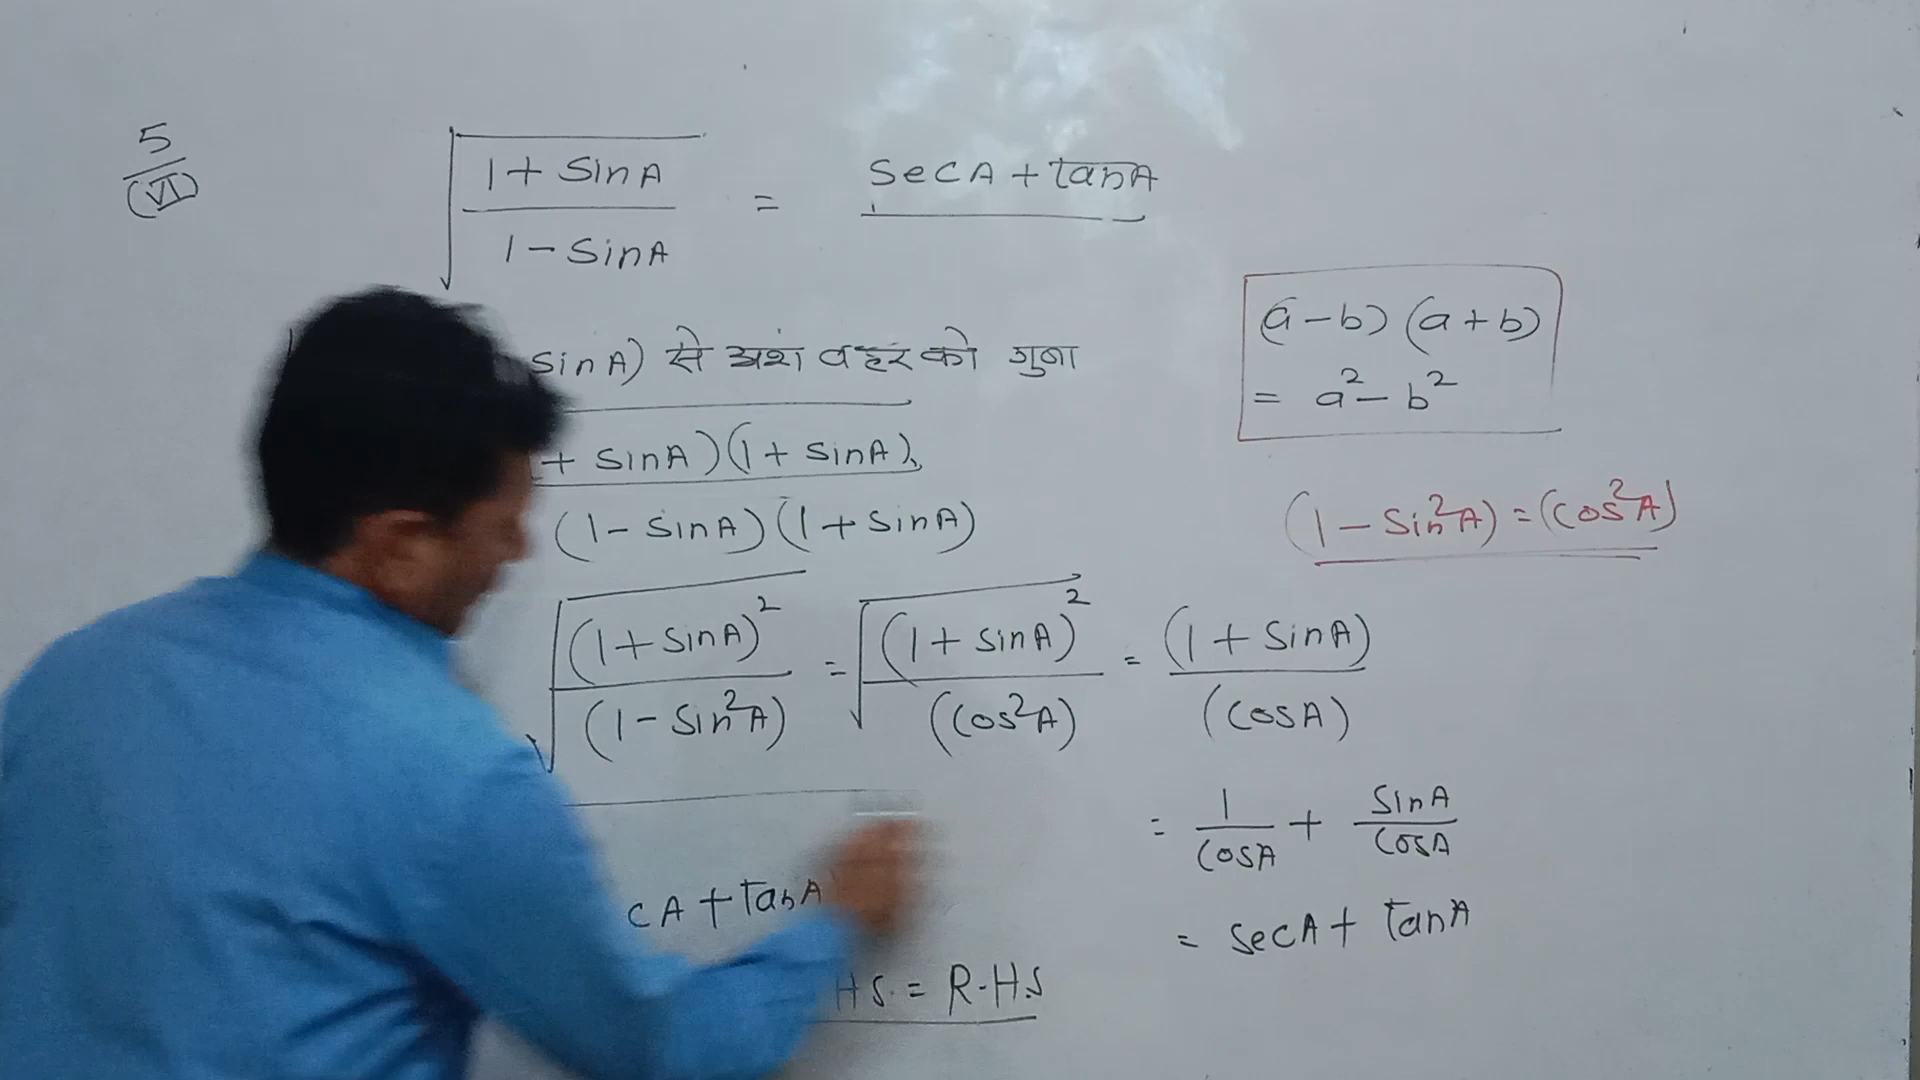 5/(VI) √(1 + sinA / 1 - sinA) = secA + tanA
sinA) से अशं व हर को गुना
+ sinA)(1 + sinA)
(1 - sinA)(1 + sinA)
√((1 + sinA)² / (1 - sin²A)) = √((1 + sinA)² / (cos²A)) = (1 + sinA) / (cosA)
= 1/cosA + sinA/cosA
= secA + tanA
cA + tanA
HS. = R.H.S
(a - b) (a + b)
= a² - b²
(1 - sin²A) = (cos²A)